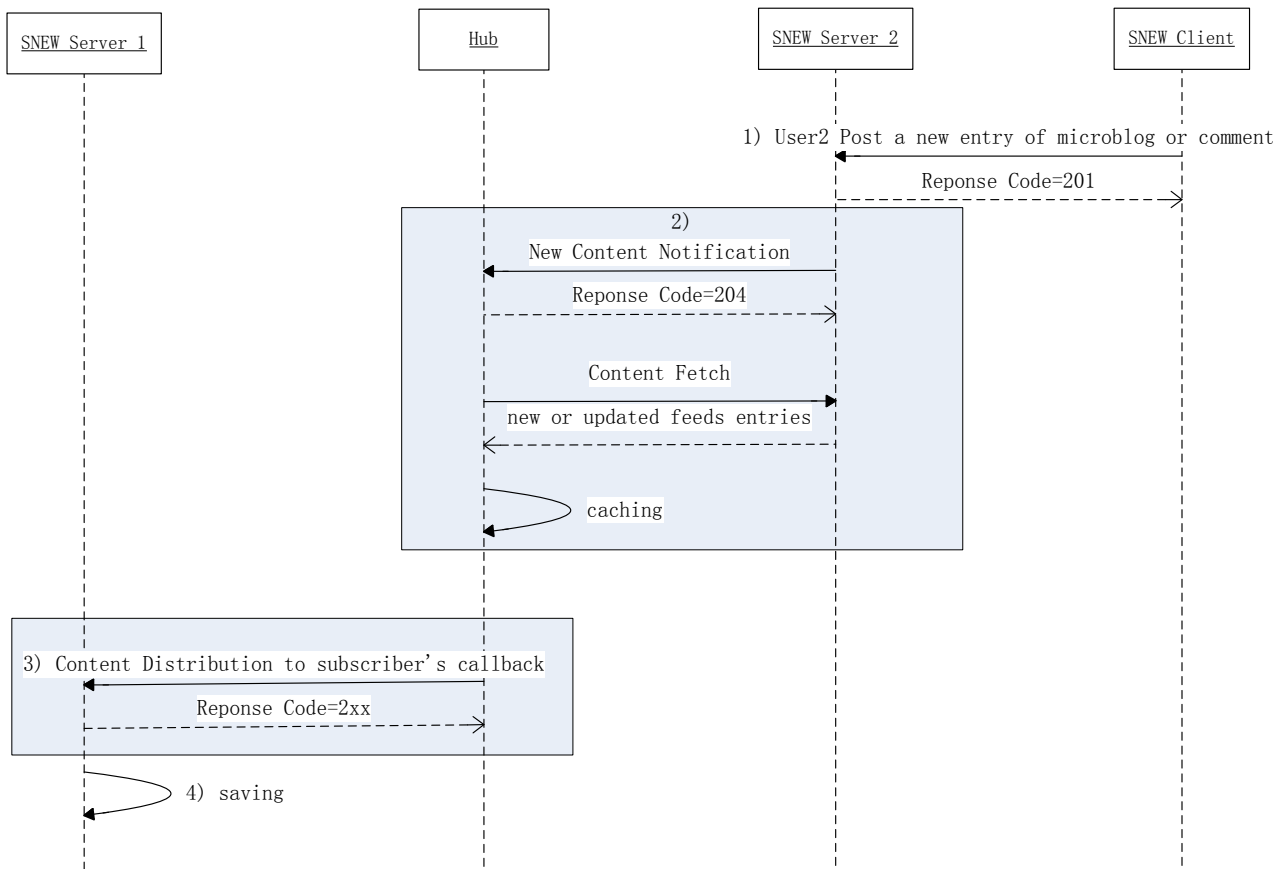 SNEW Server 1
Hub
SNEW Server 2
SNEW Client
1) User2 Post a new entry of microblog or comment
Reponse Code=201
2)
New Content Notification
Reponse Code=204
Content Fetch
new or updated feeds entries
caching
3) Content Distribution to subscriber's callback
Reponse Code=2xx
4) saving